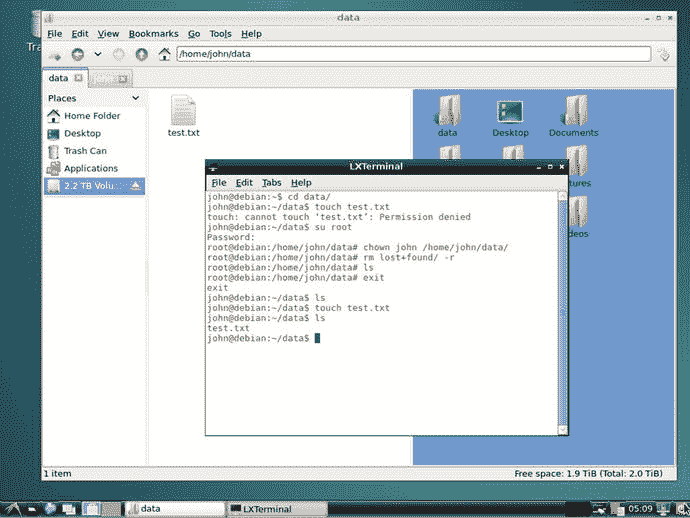 data
File Edit View Bookmarks Go Tools Help
/home/john/data
data
Places
Home Folder
Desktop
Trash Can
Applications
2.2 TB Volu...
test.txt
data Desktop Documents
LXTerminal
File Edit Tabs Help
john@debian:~$ cd data/
john@debian:~/data$ touch test.txt
touch: cannot touch ‘test.txt’: Permission denied
john@debian:~/data$ su root
Password:
root@debian:/home/john/data# chown john /home/john/data/
root@debian:/home/john/data# rm lost+found/ -r
root@debian:/home/john/data# ls
root@debian:/home/john/data# exit
exit
john@debian:~/data$ ls
john@debian:~/data$ touch test.txt
john@debian:~/data$ ls
test.txt
john@debian:~/data$
1 item
Free space: 1.9 TiB (Total: 2.0 TiB)
data
LXTerminal
05:09